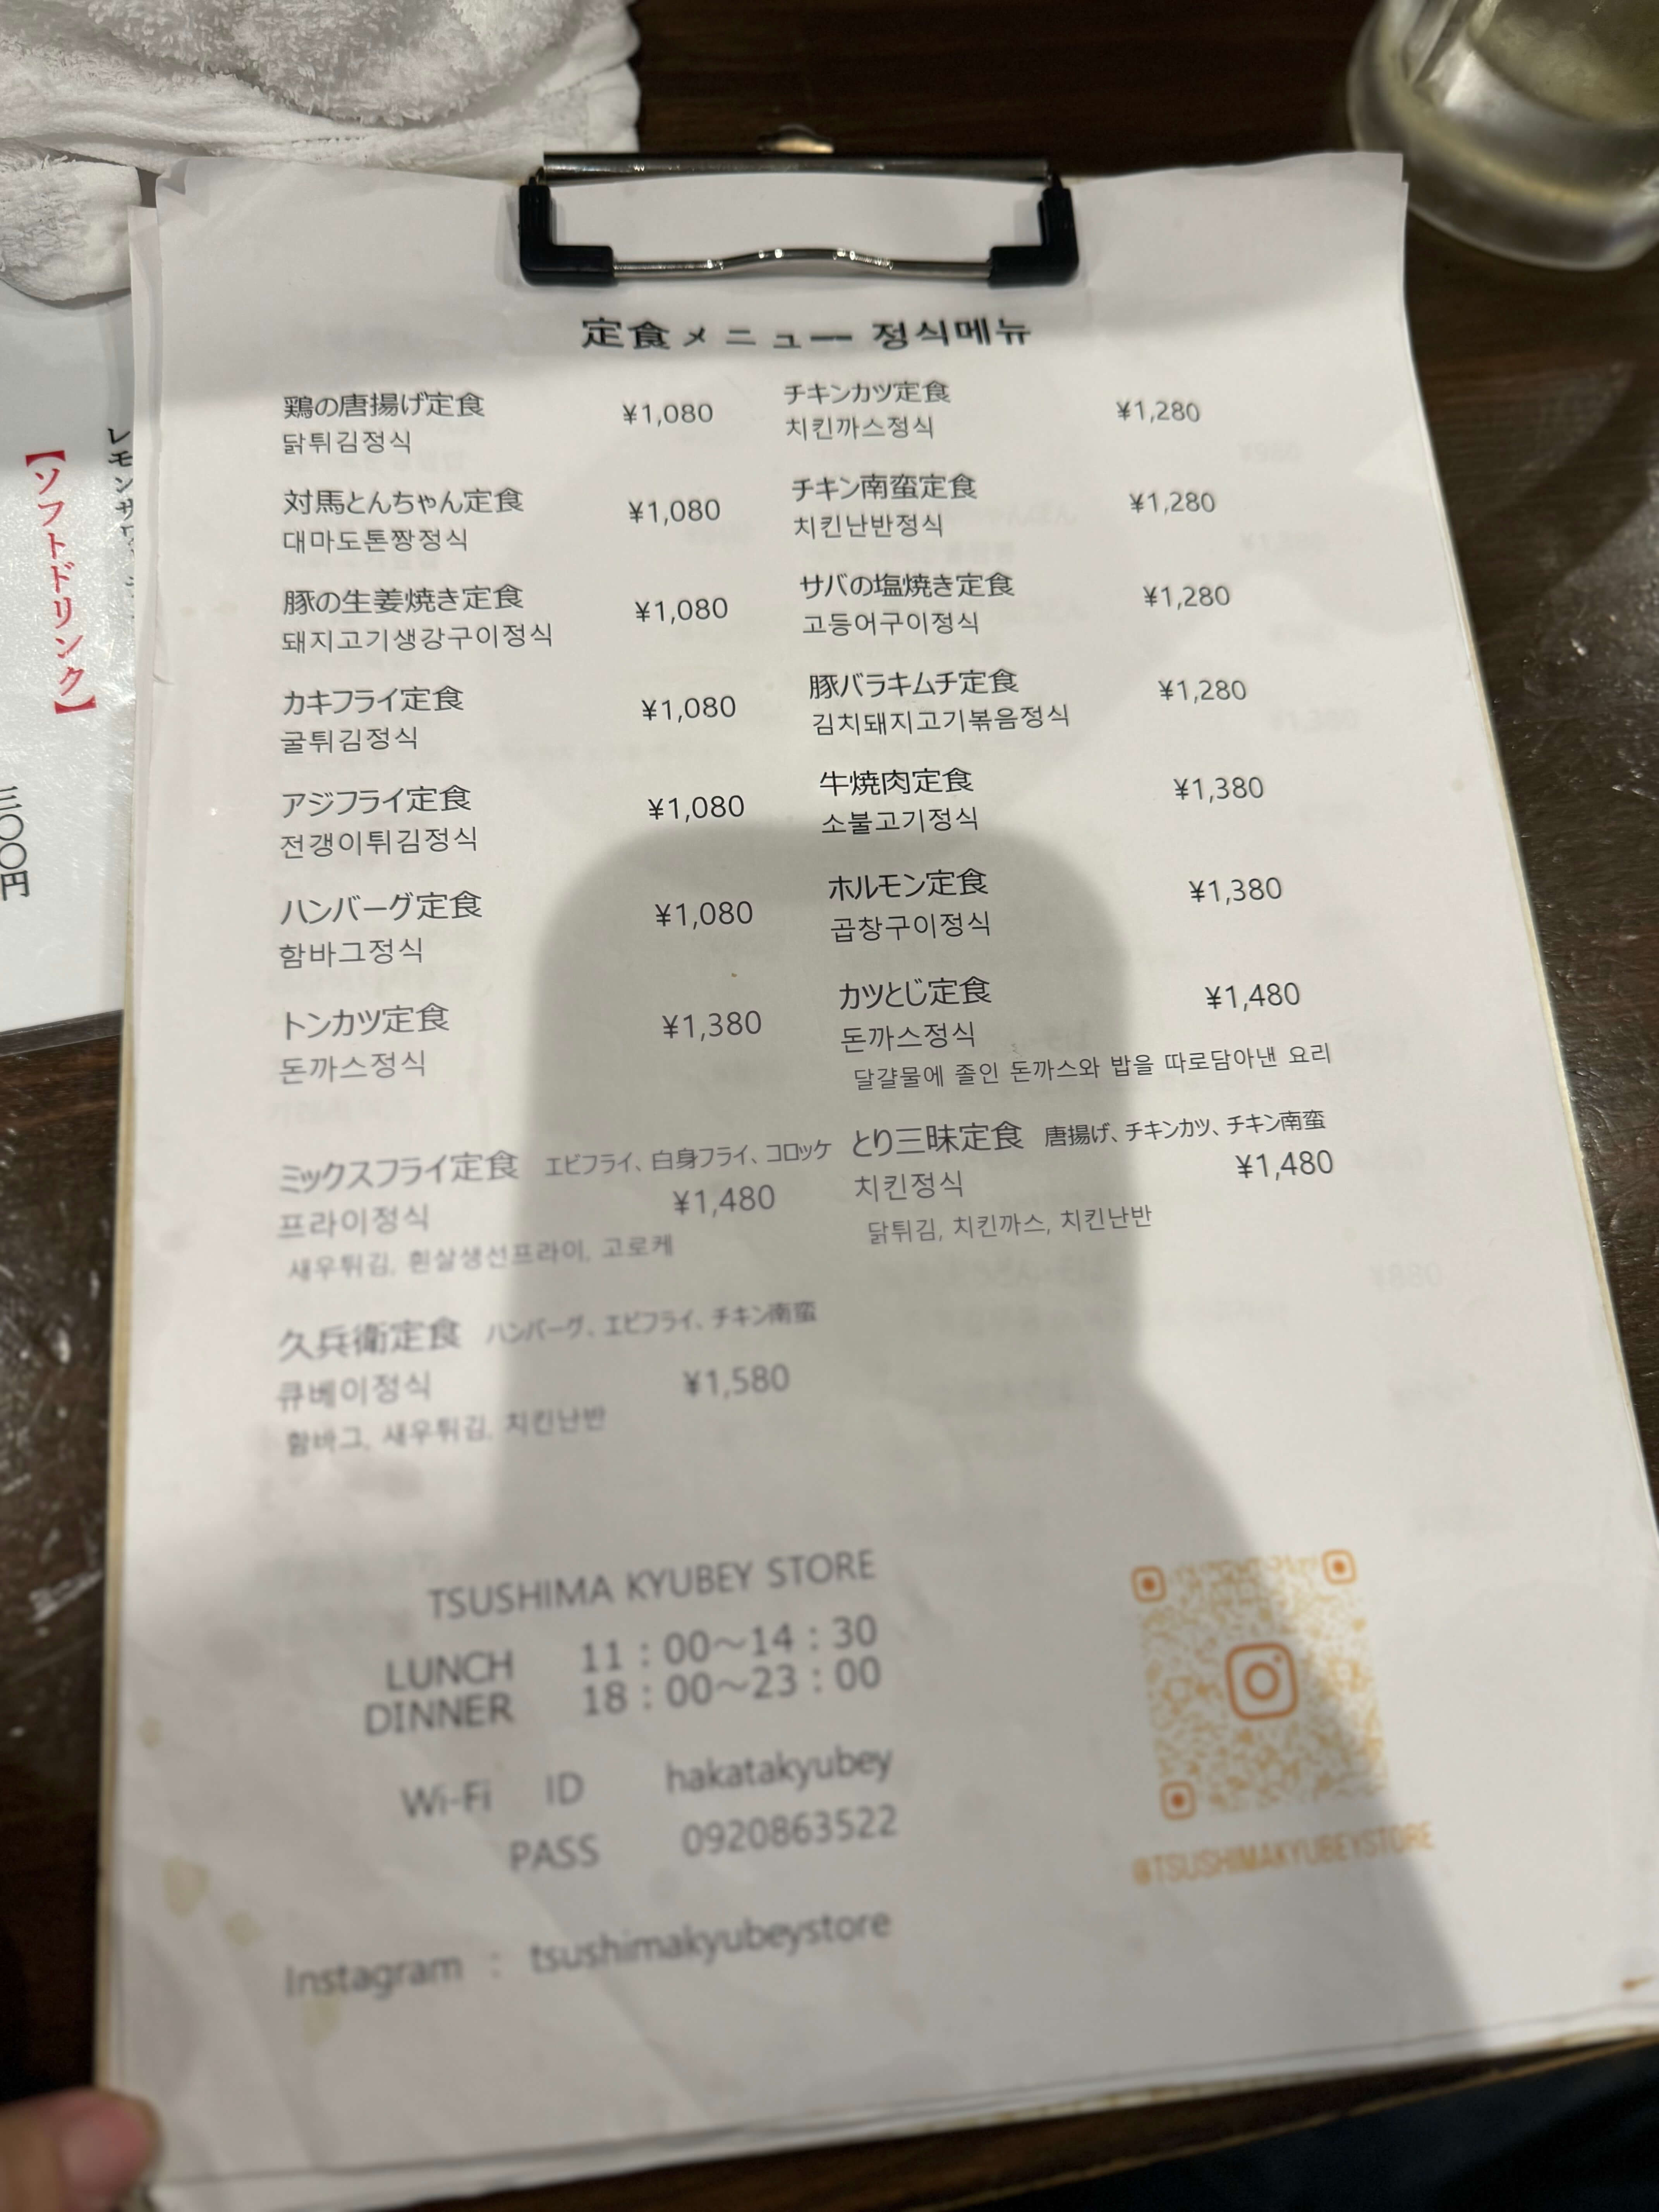 定食メニュー 정식메뉴
鶏の唐揚げ定食 ¥1,080
닭튀김정식
対馬とんちゃん定食 ¥1,080
대마도톤짱정식
豚の生姜焼き定食 ¥1,080
돼지고기생강구이정식
カキフライ定食 ¥1,080
굴튀김정식
アジフライ定食 ¥1,080
전갱이튀김정식
ハンバーグ定食 ¥1,080
함바그정식
トンカツ定食 ¥1,380
돈까스정식
ミックスフライ定食 エビフライ、白身フライ、コロッケ
프라이정식 ¥1,480
새우튀김, 흰살생선프라이, 고로케
久兵衛定食 ハンバーグ、エビフライ、チキン南蛮
큐베이정식 ¥1,580
함바그, 새우튀김, 치킨난반
チキンカツ定食 ¥1,280
치킨까스정식
チキン南蛮定食 ¥1,280
치킨난반정식
サバの塩焼き定食 ¥1,280
고등어구이정식
豚バラキムチ定食 ¥1,280
김치돼지고기볶음정식
牛焼肉定食 ¥1,380
소불고기정식
ホルモン定食 ¥1,380
곱창구이정식
カツとじ定食 ¥1,480
돈까스정식
달걀물에 졸인 돈까스와 밥을 따로담아낸 요리
とり三昧定食 唐揚げ、チキンカツ、チキン南蛮
치킨정식 ¥1,480
닭튀김, 치킨까스, 치킨난반
TSUSHIMA KYUBEY STORE
LUNCH 11：00～14：30
DINNER 18：00～23：00
Wi-Fi ID hakatakyubey
PASS 0920863522
Instagram : tsushimakyubeystore
@TSUSHIMAKYUBEYSTORE
【ソフトドリンク】
三〇〇円